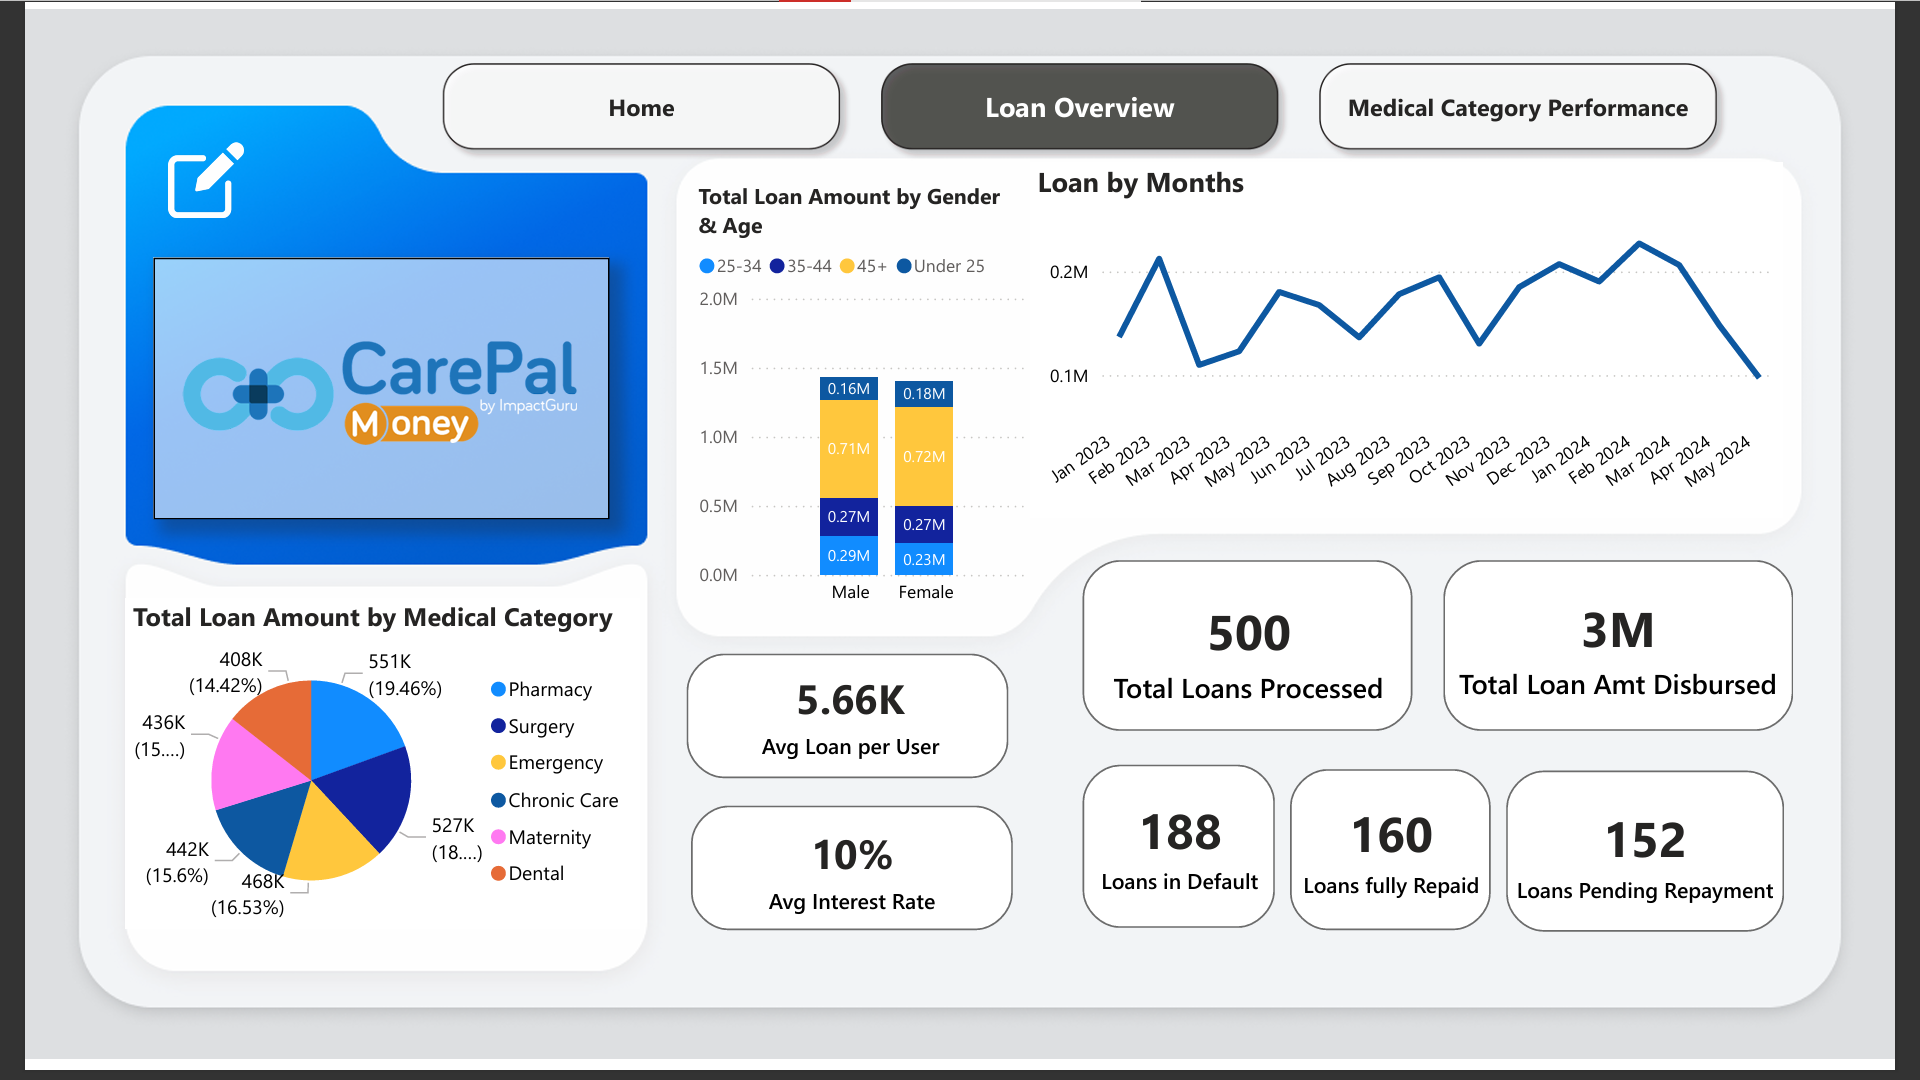 Home
Loan Overview
Medical Category Performance
CarePal
by ImpactGuru
Money
Total Loan Amount by Gender
& Age
25-34 35-44 45+ Under 25
2.0M
1.5M
1.0M
0.5M
0.0M
0.16M
0.71M
0.27M
0.29M
0.18M
0.72M
0.27M
0.23M
Male Female
Loan by Months
0.2M
0.1M
Jan 2023
Feb 2023
Mar 2023
Apr 2023
May 2023
Jun 2023
Jul 2023
Aug 2023
Sep 2023
Oct 2023
Nov 2023
Dec 2023
Jan 2024
Feb 2024
Mar 2024
Apr 2024
May 2024
Total Loan Amount by Medical Category
408K
(14.42%)
551K
(19.46%)
436K
(15....)
527K
(18....)
442K
(15.6%)
468K
(16.53%)
Pharmacy
Surgery
Emergency
Chronic Care
Maternity
Dental
5.66K
Avg Loan per User
10%
Avg Interest Rate
500
Total Loans Processed
3M
Total Loan Amt Disbursed
188
Loans in Default
160
Loans fully Repaid
152
Loans Pending Repayment